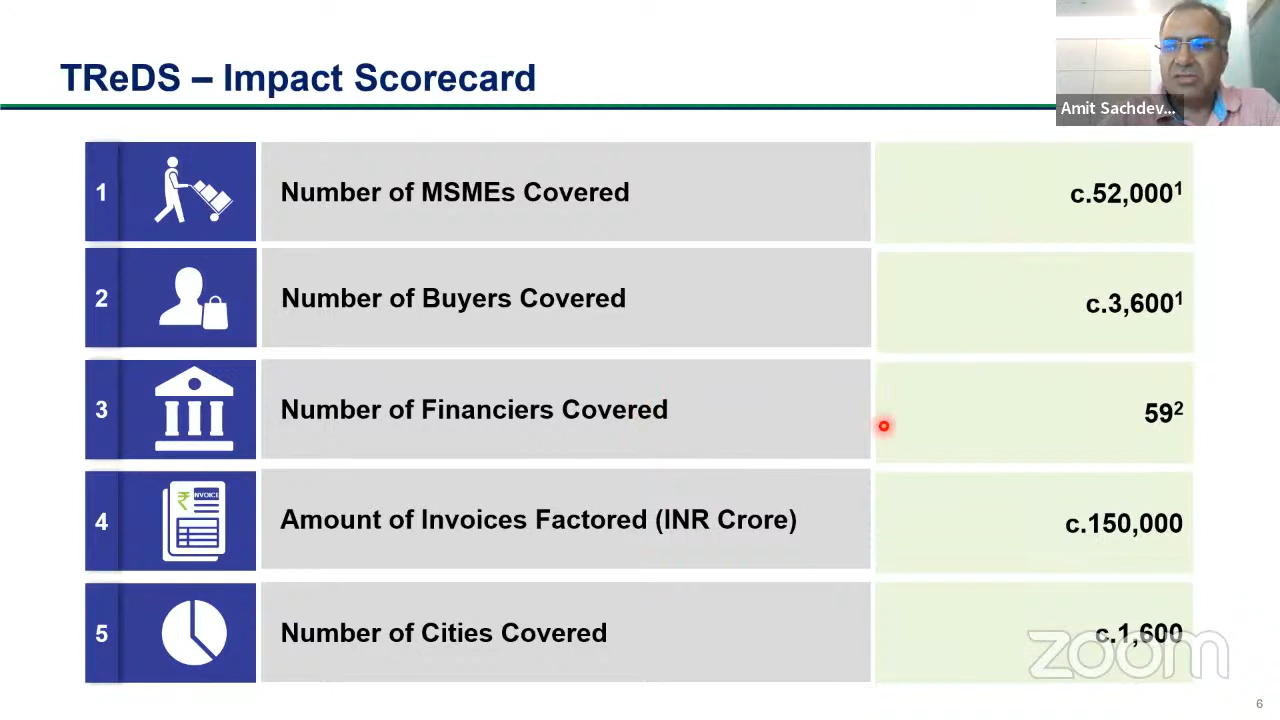 TReDS – Impact Scorecard
Amit Sachdev...
1 Number of MSMEs Covered c.52,000¹
2 Number of Buyers Covered c.3,600¹
3 Number of Financiers Covered 59²
INVOICE
4 Amount of Invoices Factored (INR Crore) c.150,000
5 Number of Cities Covered c.1,600
zoom
6